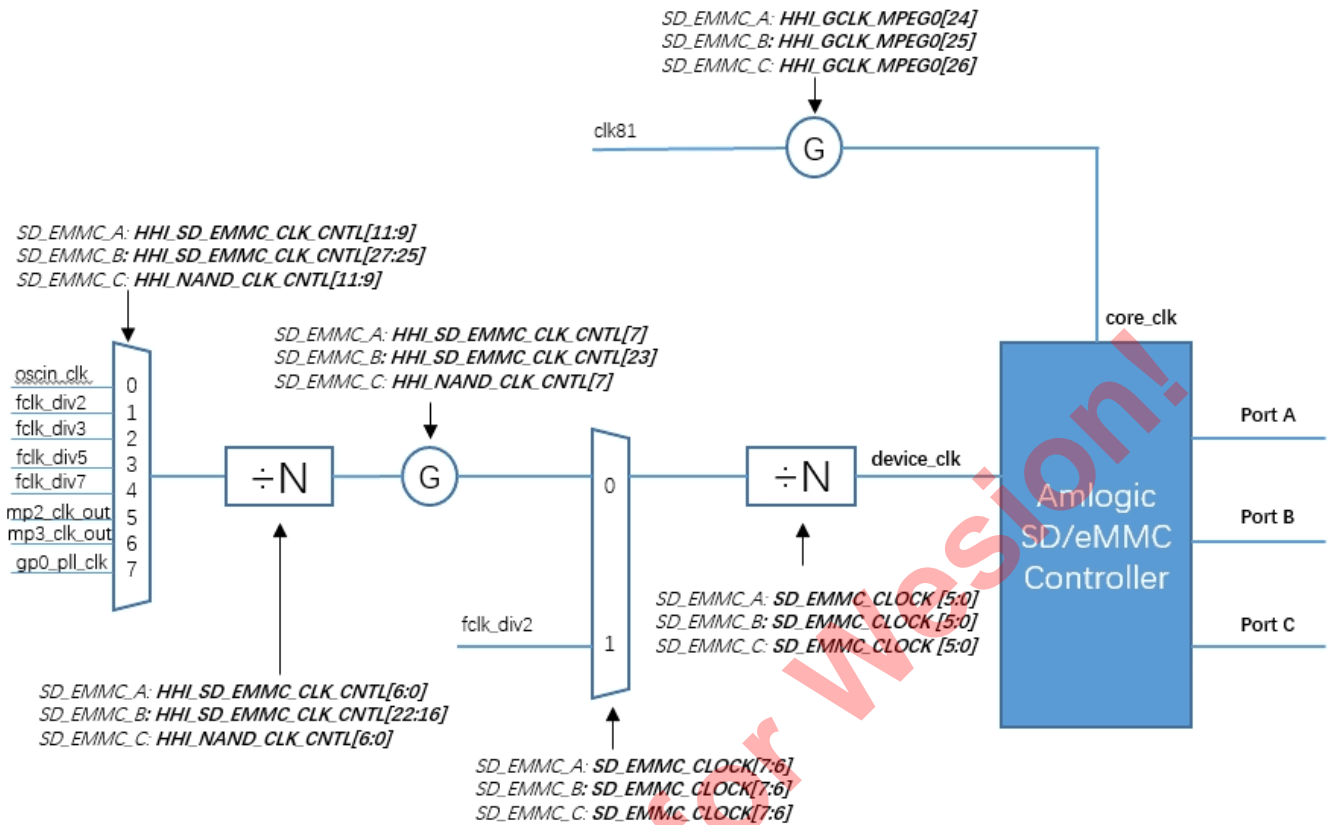 SD_EMMC_A: HHI_GCLK_MPEG0[24]
SD_EMMC_B: HHI_GCLK_MPEG0[25]
SD_EMMC_C: HHI_GCLK_MPEG0[26]
clk81
G
SD_EMMC_A: HHI_SD_EMMC_CLK_CNTL[11:9]
SD_EMMC_B: HHI_SD_EMMC_CLK_CNTL[27:25]
SD_EMMC_C: HHI_NAND_CLK_CNTL[11:9]
SD_EMMC_A: HHI_SD_EMMC_CLK_CNTL[7]
SD_EMMC_B: HHI_SD_EMMC_CLK_CNTL[23]
SD_EMMC_C: HHI_NAND_CLK_CNTL[7]
core_clk
oscin_clk 0
fclk_div2 1
fclk_div3 2
fclk_div5 3
fclk_div7 4
mp2_clk_out 5
mp3_clk_out 6
gp0_pll_clk 7
÷N
G
0
÷N
device_clk
Amlogic
SD/eMMC
Controller
Port A
Port B
Port C
fclk_div2
1
SD_EMMC_A: SD_EMMC_CLOCK [5:0]
SD_EMMC_B: SD_EMMC_CLOCK [5:0]
SD_EMMC_C: SD_EMMC_CLOCK [5:0]
SD_EMMC_A: HHI_SD_EMMC_CLK_CNTL[6:0]
SD_EMMC_B: HHI_SD_EMMC_CLK_CNTL[22:16]
SD_EMMC_C: HHI_NAND_CLK_CNTL[6:0]
SD_EMMC_A: SD_EMMC_CLOCK[7:6]
SD_EMMC_B: SD_EMMC_CLOCK[7:6]
SD_EMMC_C: SD_EMMC_CLOCK[7:6]
for Wesion!